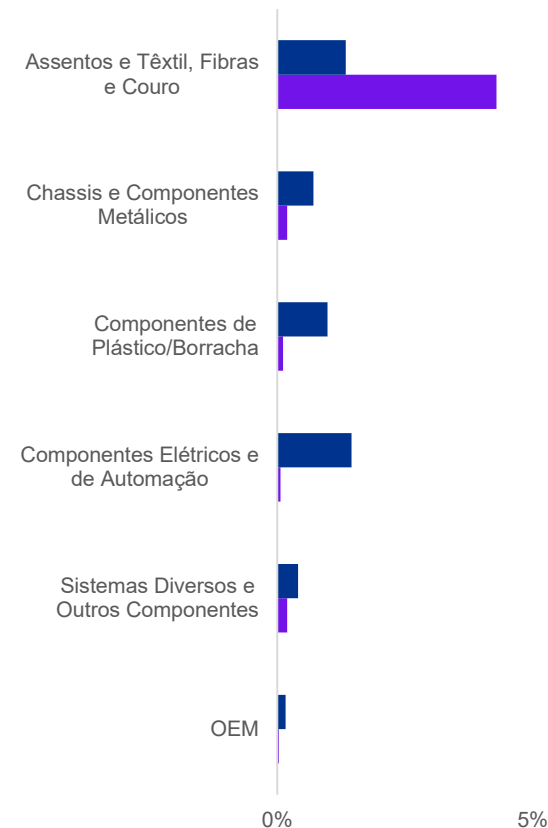 Assentos e Têxtil, Fibras
e Couro
Chassis e Componentes
Metálicos
Componentes de
Plástico/Borracha
Componentes Elétricos e
de Automação
Sistemas Diversos e
Outros Componentes
OEM
0%
5%